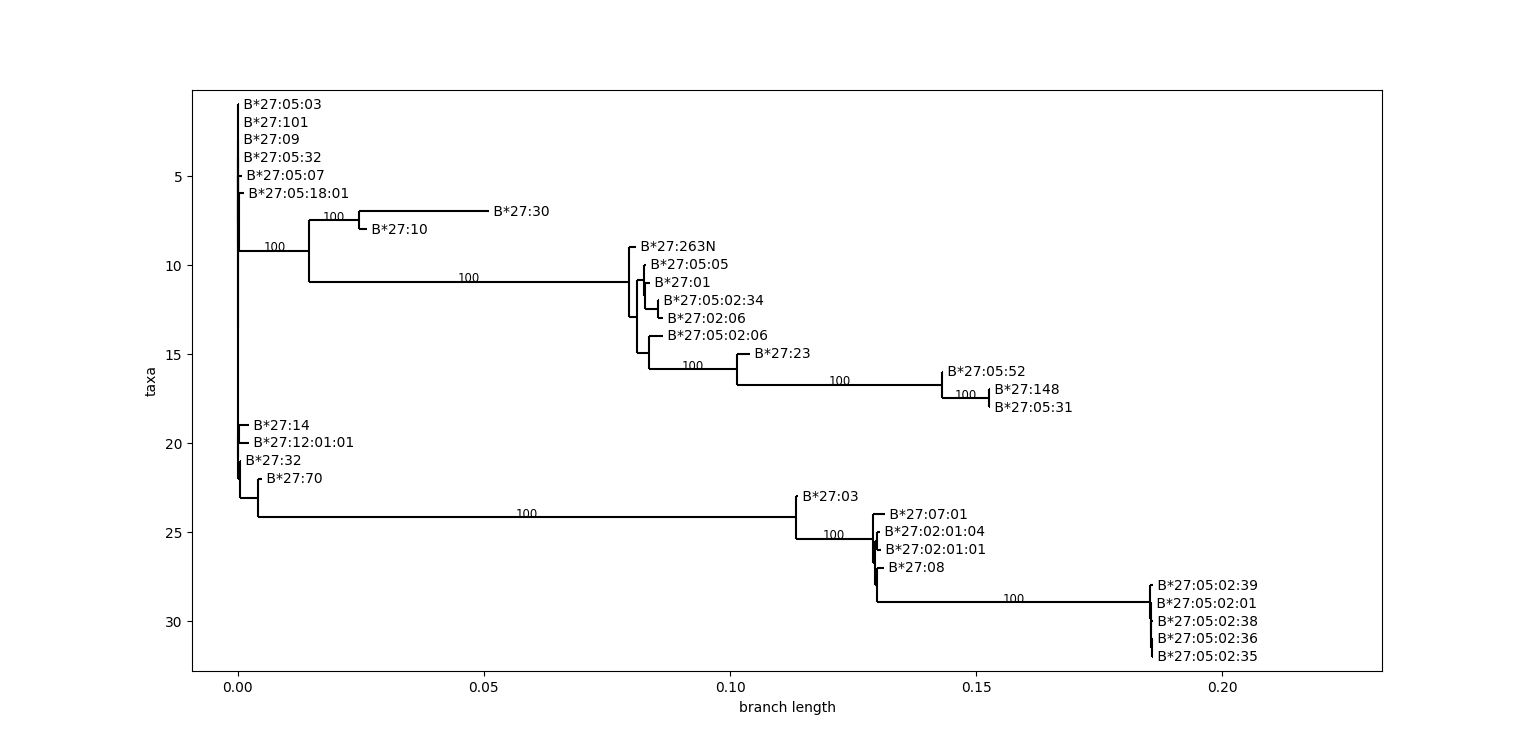 B*27:05:03
B*27:101
B*27:09
B*27:05:32
5
B*27:05:07
B*27:05:18:01
B*27:30
100
B*27:10
100
B*27:263N
10
B*27:05:05
100
B*27:01
B*27:05:02:34
B*27:02:06
B*27:05:02:06
15
B*27:23
100
B*27:05:52
100
B*27:148
100
B*27:05:31
taxa
B*27:14
20
B*27:12:01:01
B*27:32
B*27:70
B*27:03
100
B*27:07:01
25
B*27:02:01:04
100
B*27:02:01:01
B*27:08
B*27:05:02:39
100
B*27:05:02:01
30
B*27:05:02:38
B*27:05:02:36
B*27:05:02:35
0.00 0.05 0.10 0.15 0.20
branch length